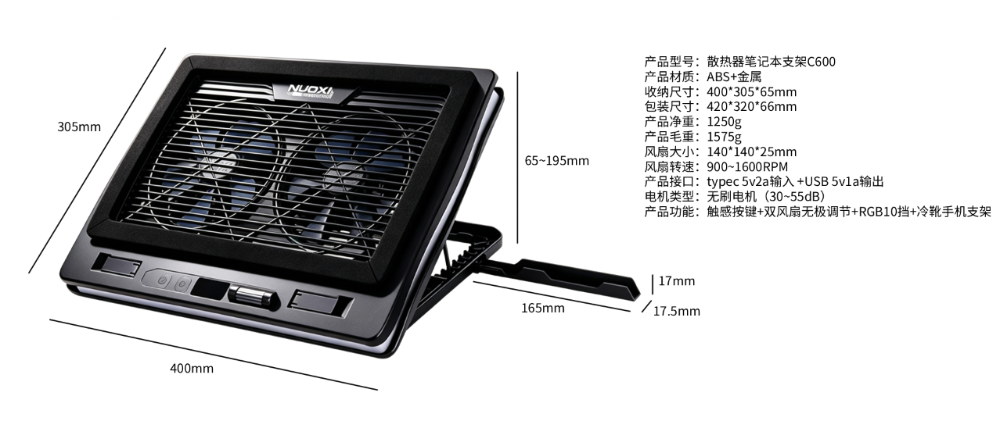 NUOXI
305mm
65~195mm
17mm
165mm
17.5mm
400mm
产品型号：散热器笔记本支架C600
产品材质：ABS+金属
收纳尺寸：400*305*65mm
包装尺寸：420*320*66mm
产品净重：1250g
产品毛重：1575g
风扇大小：140*140*25mm
风扇转速：900~1600RPM
产品接口：typec 5v2a输入 +USB 5v1a输出
电机类型：无刷电机（30~55dB）
产品功能：触感按键+双风扇无极调节+RGB10挡+冷靴手机支架